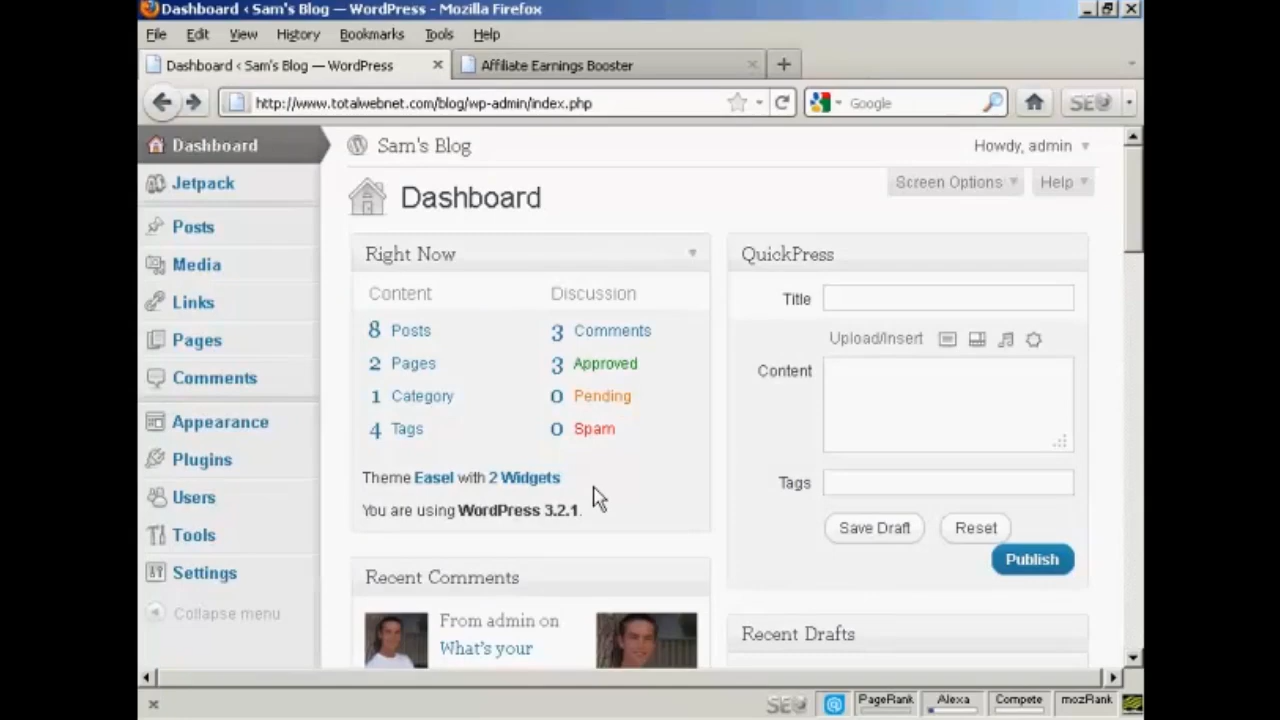 Dashboard ‹ Sam's Blog — WordPress - Mozilla Firefox
File Edit View History Bookmarks Tools Help
Dashboard ‹ Sam's Blog — WordPress
Affiliate Earnings Booster
http://www.totalwebnet.com/blog/wp-admin/index.php
Google
Dashboard
Jetpack
Posts
Media
Links
Pages
Comments
Appearance
Plugins
Users
Tools
Settings
Collapse menu
Sam's Blog
Howdy, admin
Screen Options
Help
Dashboard
Right Now
Content Discussion
8 Posts 3 Comments
2 Pages 3 Approved
1 Category 0 Pending
4 Tags 0 Spam
Theme Easel with 2 Widgets
You are using WordPress 3.2.1.
Recent Comments
From admin on
What's your
QuickPress
Title
Upload/Insert
Content
Tags
Save Draft
Reset
Publish
Recent Drafts
PageRank
Alexa
Compete
mozRank